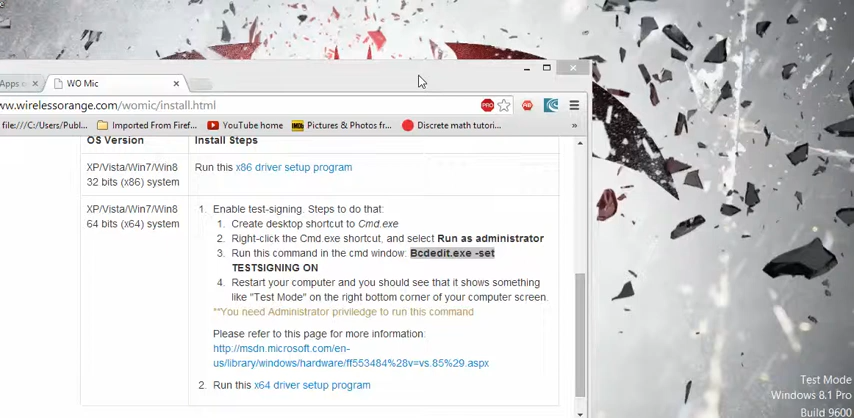 Apps o
WO Mic
ww.wirelessorange.com/womic/install.html
PRO
ABP
file:///C:/Users/Publ...
Imported From Firef...
YouTube home
IMDb
Pictures & Photos fr...
Discrete math tutori...
»
OS Version
Install Steps
XP/Vista/Win7/Win8
32 bits (x86) system
Run this x86 driver setup program
XP/Vista/Win7/Win8
64 bits (x64) system
1. Enable test-signing. Steps to do that:
1. Create desktop shortcut to Cmd.exe
2. Right-click the Cmd.exe shortcut, and select Run as administrator
3. Run this command in the cmd window: Bcdedit.exe -set
TESTSIGNING ON
4. Restart your computer and you should see that it shows something
like "Test Mode" on the right bottom corner of your computer screen.
**You need Administrator priviledge to run this command
Please refer to this page for more information:
http://msdn.microsoft.com/en-
us/library/windows/hardware/ff553484%28v=vs.85%29.aspx
2. Run this x64 driver setup program
Test Mode
Windows 8.1 Pro
Build 9600